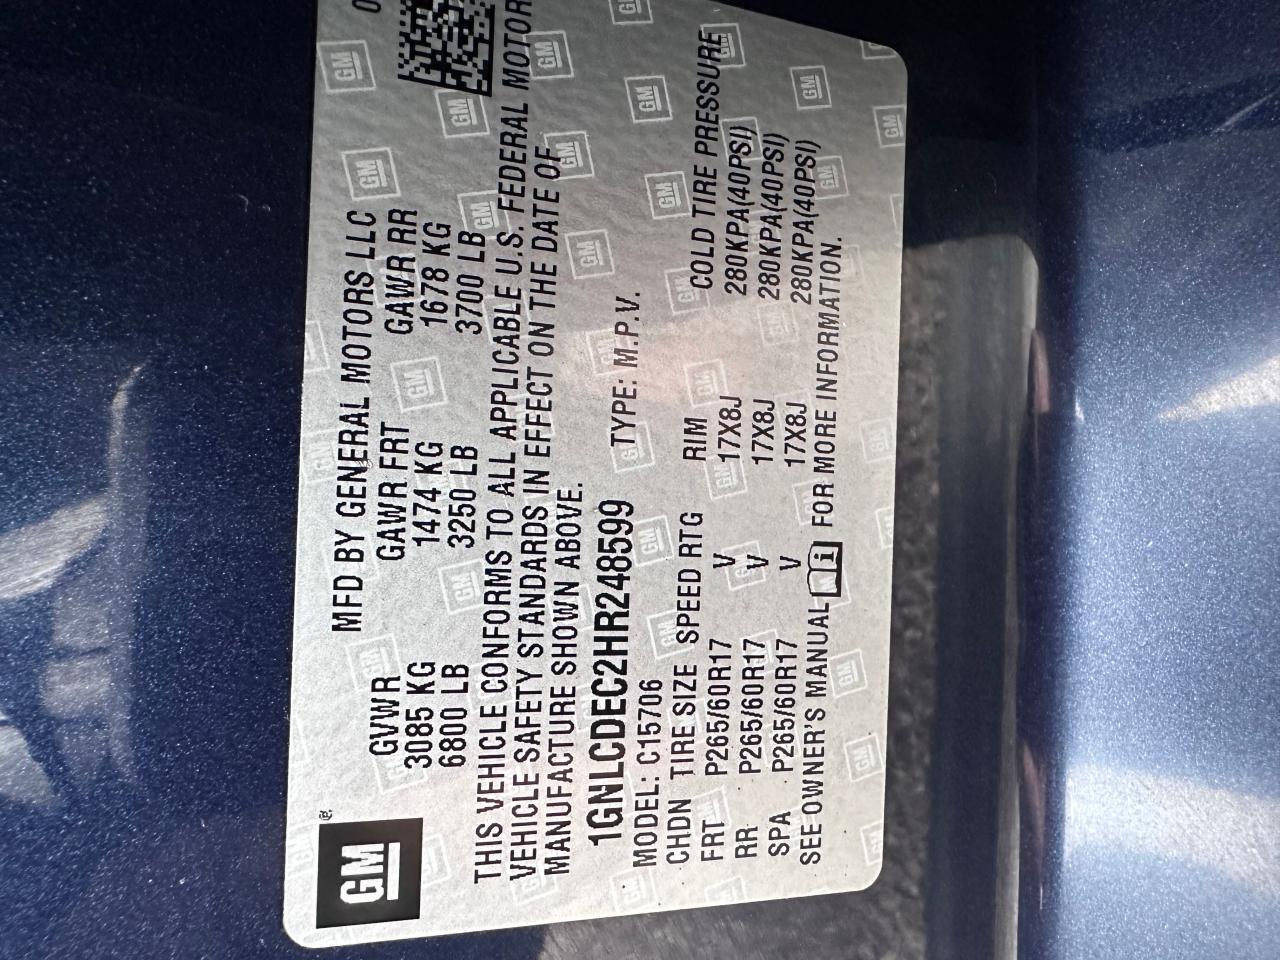 GM ®
MFD BY GENERAL MOTORS LLC 0
GVWR GAWR FRT GAWR RR
3085 KG 1474 KG 1678 KG
6800 LB 3250 LB 3700 LB
THIS VEHICLE CONFORMS TO ALL APPLICABLE U.S. FEDERAL MOTOR
VEHICLE SAFETY STANDARDS IN EFFECT ON THE DATE OF
MANUFACTURE SHOWN ABOVE.
1GNLCDEC2HR248599 TYPE: M.P.V.
MODEL: C15706
CHDN TIRE SIZE SPEED RTG RIM COLD TIRE PRESSURE
FRT P265/60R17 V 17X8J 280KPA(40PSI)
RR P265/60R17 V 17X8J 280KPA(40PSI)
SPA P265/60R17 V 17X8J 280KPA(40PSI)
SEE OWNER'S MANUAL i FOR MORE INFORMATION.